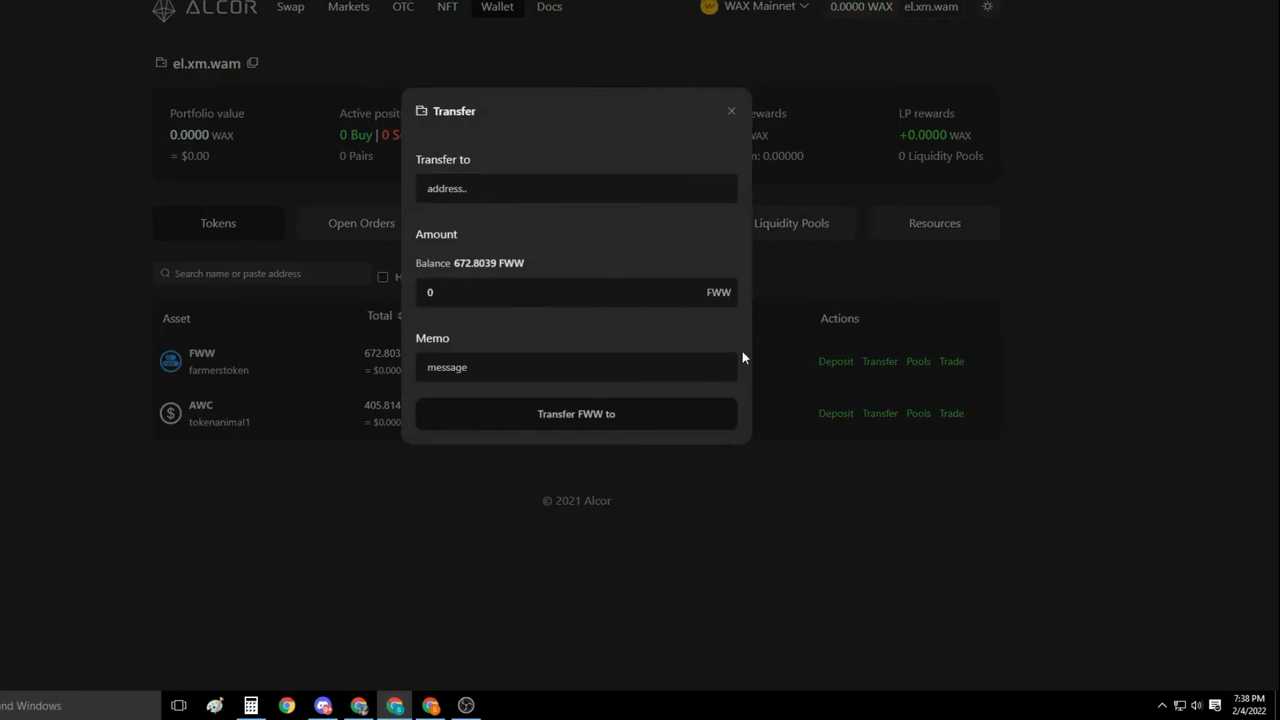 ALCOR Swap Markets OTC NFT Wallet Docs WAX Mainnet 0.0000 WAX el.xm.wam
el.xm.wam
Portfolio value
0.0000 WAX
= $0.00
Active posit
0 Buy | 0 S
0 Pairs
ewards
WAX
n: 0.00000
LP rewards
+0.0000 WAX
0 Liquidity Pools
Transfer
Transfer to
address..
Amount
Balance 672.8039 FWW
0 FWW
Memo
message
Transfer FWW to
Tokens Open Orders Liquidity Pools Resources
Search name or paste address H
Asset Total Actions
FWW 672.803
farmerstoken = $0.000
Deposit Transfer Pools Trade
AWC 405.814
tokenanimal1 = $0.000
Deposit Transfer Pools Trade
© 2021 Alcor
nd Windows
7:38 PM
2/4/2022